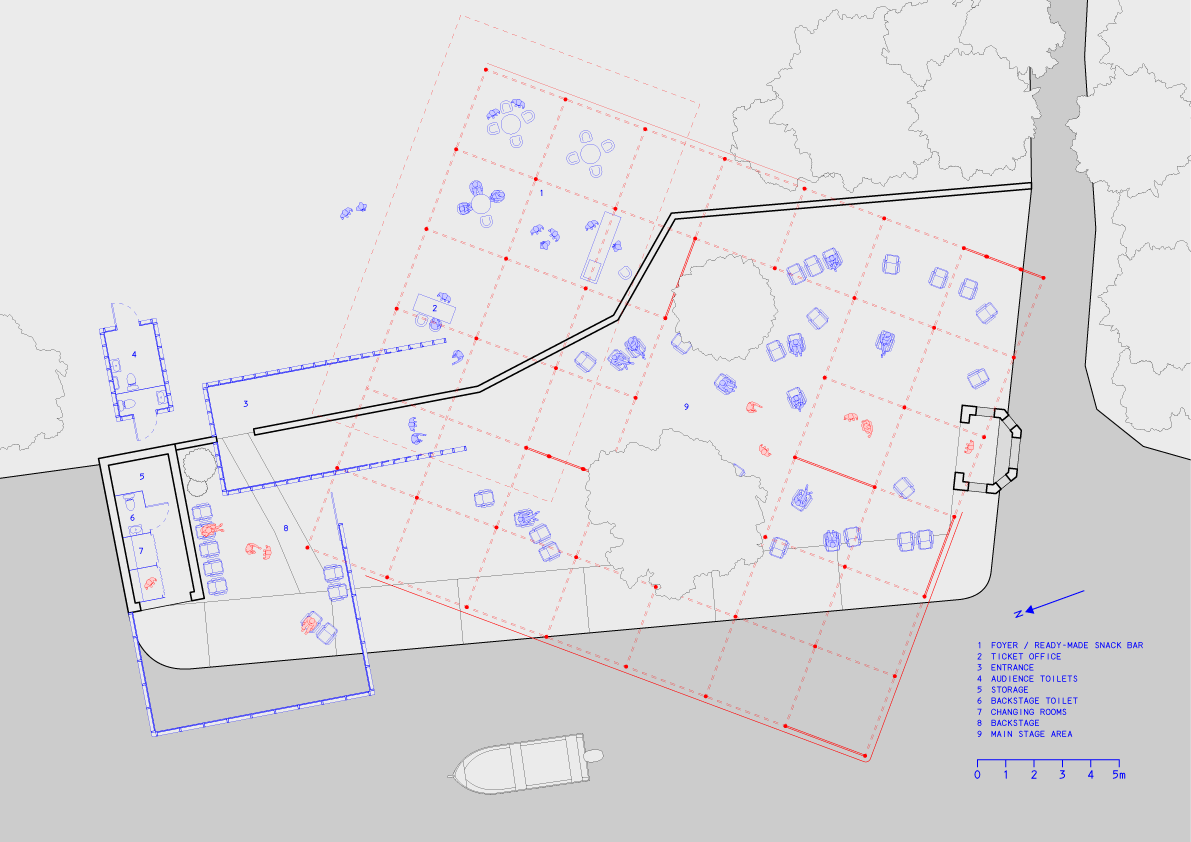 1
2
4
3
9
5
6
8
7
N
1 FOYER / READY-MADE SNACK BAR
2 TICKET OFFICE
3 ENTRANCE
4 AUDIENCE TOILETS
5 STORAGE
6 BACKSTAGE TOILET
7 CHANGING ROOMS
8 BACKSTAGE
9 MAIN STAGE AREA
0 1 2 3 4 5m